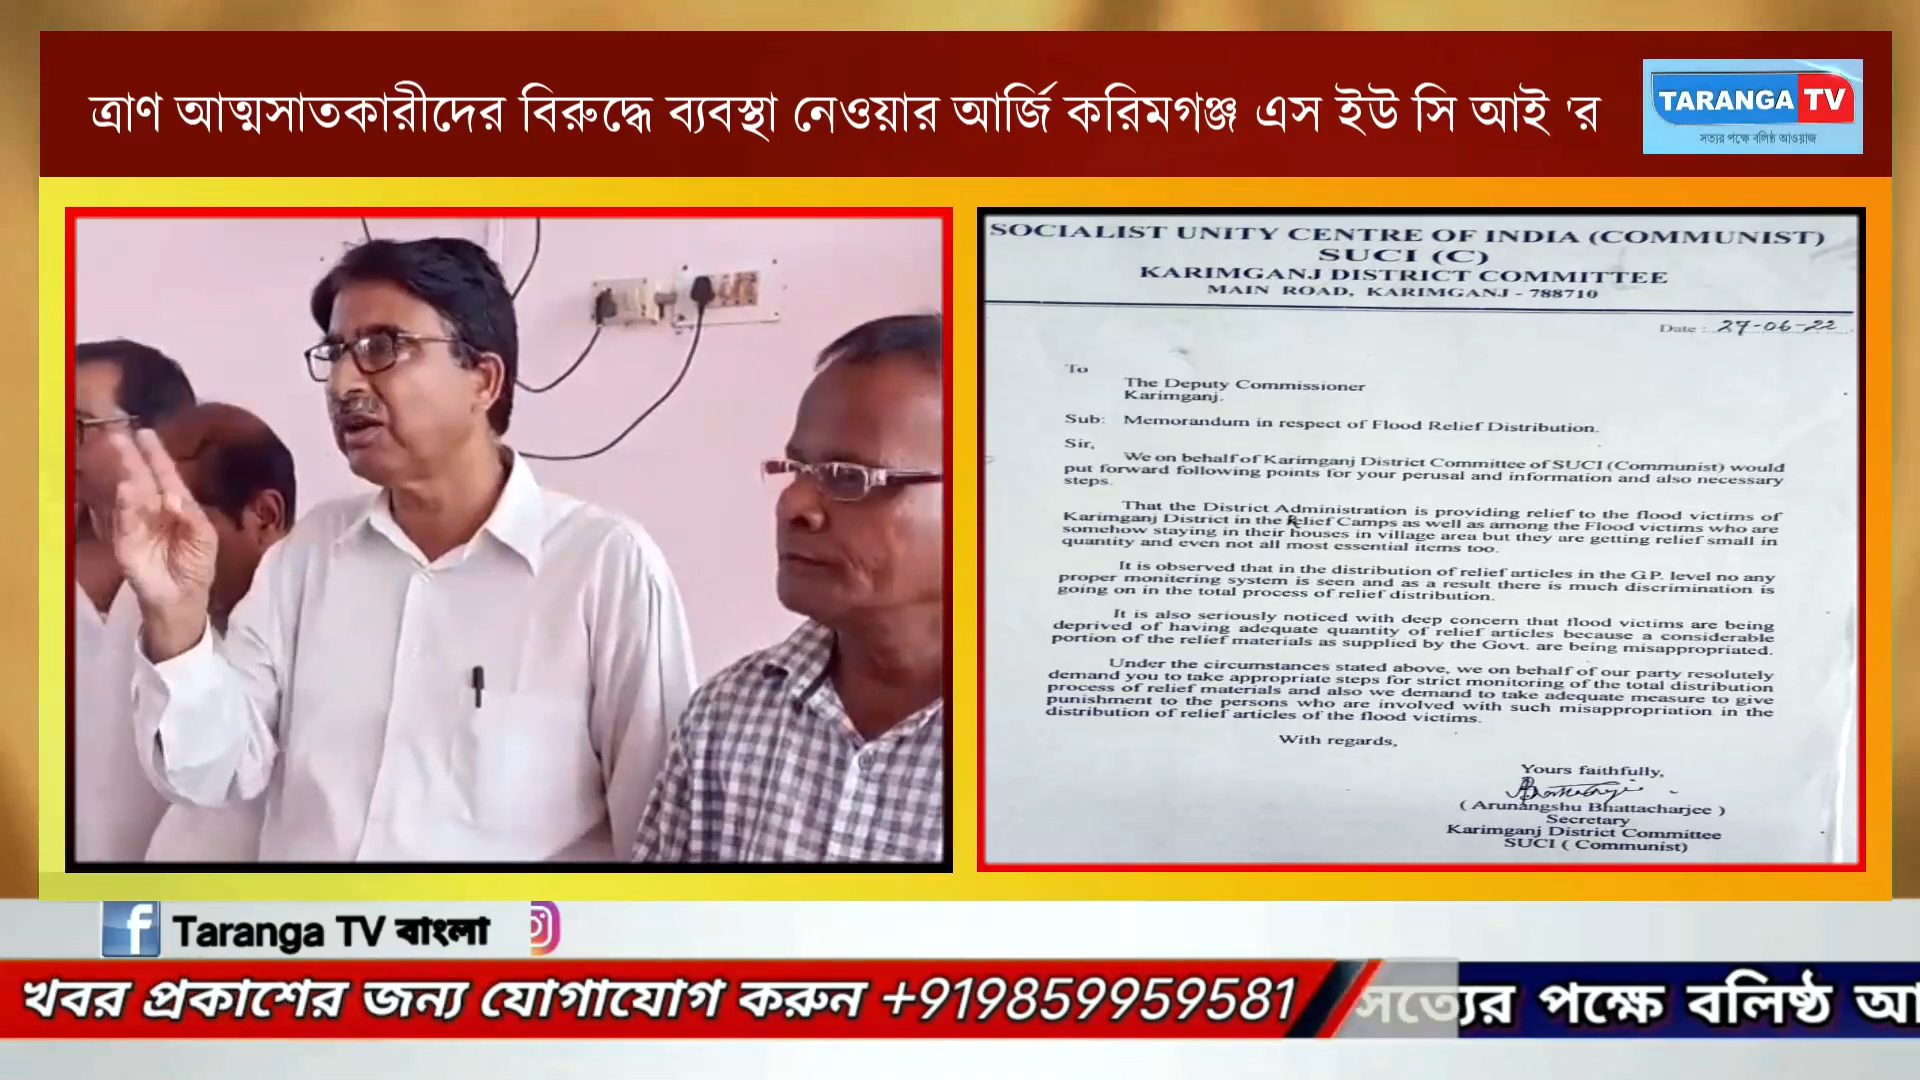 ত্রাণ আত্মসাতকারীদের বিরুদ্ধে ব্যবস্থা নেওয়ার আর্জি করিমগঞ্জ এস ইউ সি আই 'র
TARANGA TV
সত্যর পক্ষে বলিষ্ঠ আওয়াজ
SOCIALIST UNITY CENTRE OF INDIA (COMMUNIST)
SUCI (C)
KARIMGANJ DISTRICT COMMITTEE
MAIN ROAD, KARIMGANJ - 788710
Date : 27-06-22
To
The Deputy Commissioner
Karimganj.
Sub: Memorandum in respect of Flood Relief Distribution.
Sir,
We on behalf of Karimganj District Committee of SUCI (Communist) would
put forward following points for your perusal and information and also necessary
steps.
That the District Administration is providing relief to the flood victims of
Karimganj District in the Relief Camps as well as among the Flood victims who are
somehow staying in their houses in village area but they are getting relief small in
quantity and even not all most essential items too.
It is observed that in the distribution of relief articles in the G.P. level no any
proper monitering system is seen and as a result there is much discrimination is
going on in the total process of relief distribution.
It is also seriously noticed with deep concern that flood victims are being
deprived of having adequate quantity of relief articles because a considerable
portion of the relief materials as supplied by the Govt. are being misappropriated.
Under the circumstances stated above, we on behalf of our party resolutely
demand you to take appropriate steps for strict monitoring of the total distribution
process of relief materials and also we demand to take adequate measure to give
punishment to the persons who are involved with such misappropriation in the
distribution of relief articles of the flood victims.
With regards,
Yours faithfully,
( Arunangshu Bhattacharjee )
Secretary
Karimganj District Committee
SUCI ( Communist)
Taranga TV বাংলা
খবর প্রকাশের জন্য যোগাযোগ করুন +919859959581
সত্যের পক্ষে বলিষ্ঠ আ